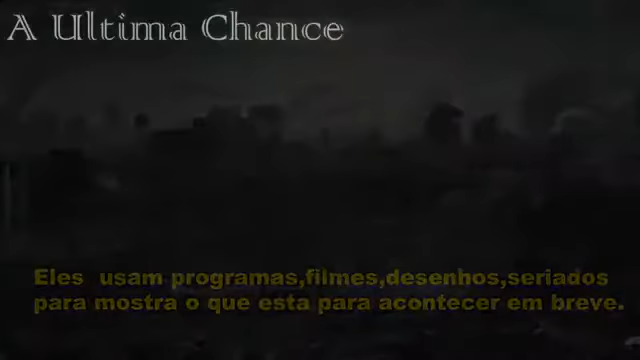 A Ultima Chance
Eles usam programas,filmes,desenhos,seriados
para mostra o que esta para acontecer em breve.